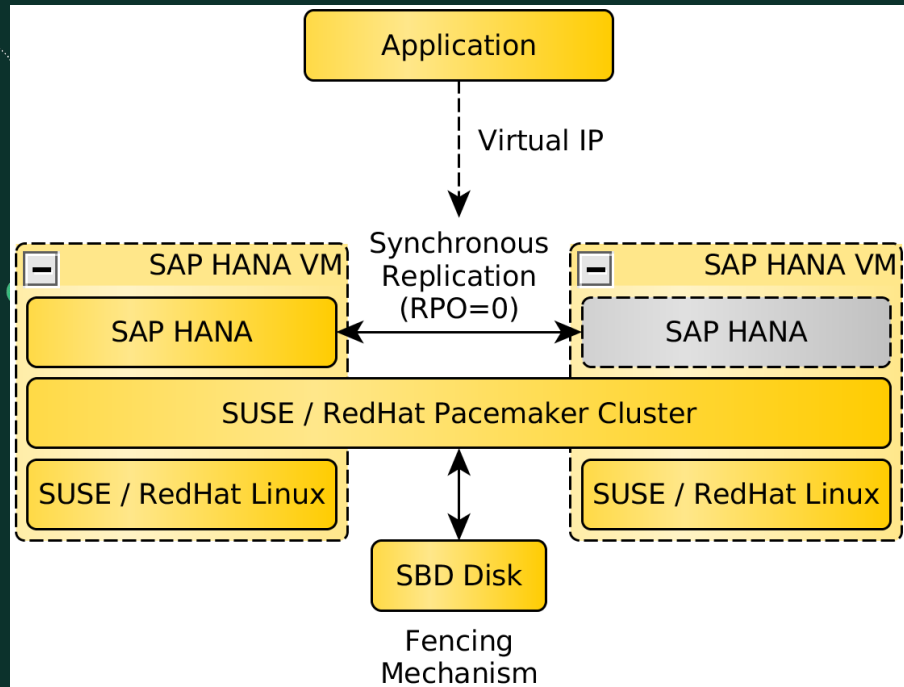 Application
Virtual IP
Synchronous
Replication
(RPO=0)
SAP HANA VM
SAP HANA VM
SAP HANA
SAP HANA
SUSE / RedHat Pacemaker Cluster
SUSE / RedHat Linux
SUSE / RedHat Linux
SBD Disk
Fencing
Mechanism